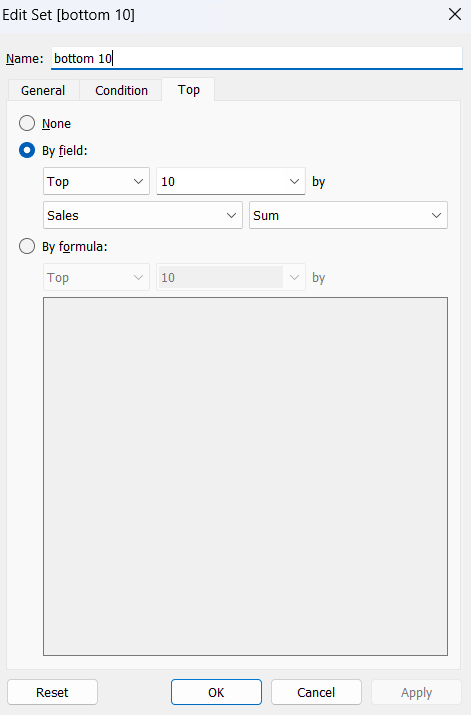 Edit Set [bottom 10]
Name: bottom 10
General Condition Top
None
By field:
Top 10 by
Sales Sum
By formula:
Top 10 by
Reset OK Cancel Apply